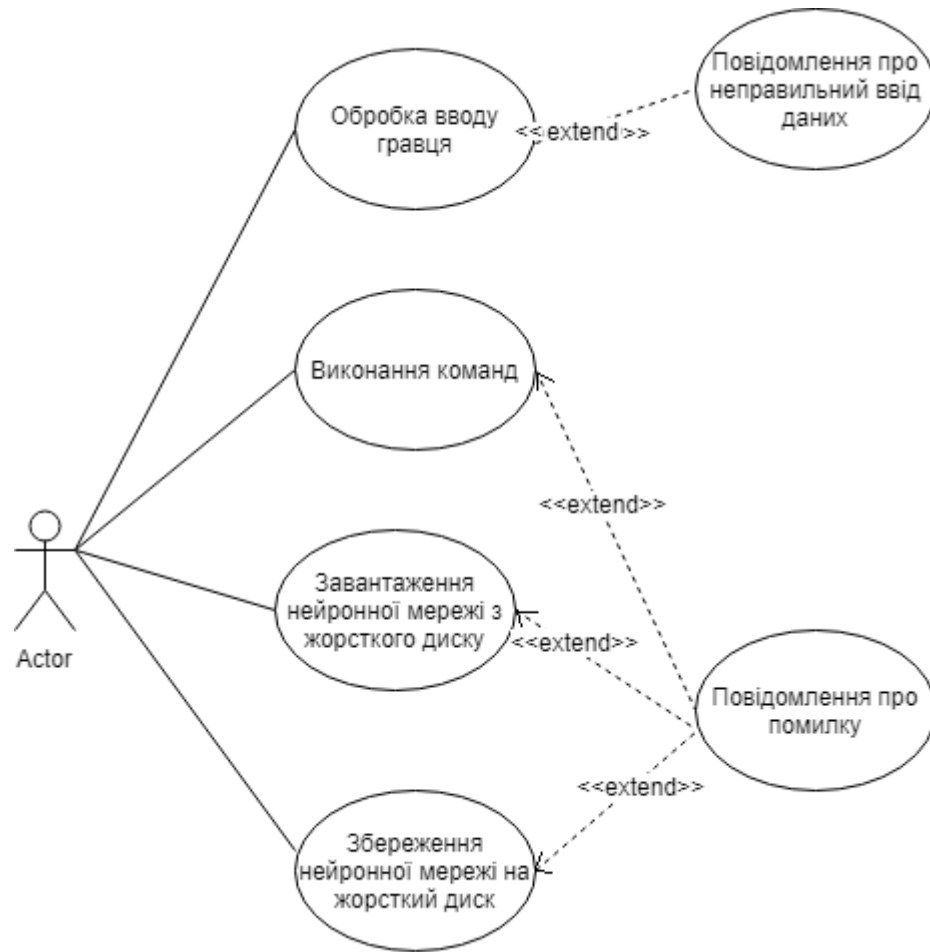 Обробка вводу
гравця
<<extend>>
Повідомлення про
неправильний ввід
даних
Виконання команд
<<extend>>
Actor
Завантаження
нейронної мережі з
жорсткого диску
<<extend>>
Повідомлення про
помилку
<<extend>>
Збереження
нейронної мережі на
жорсткий диск